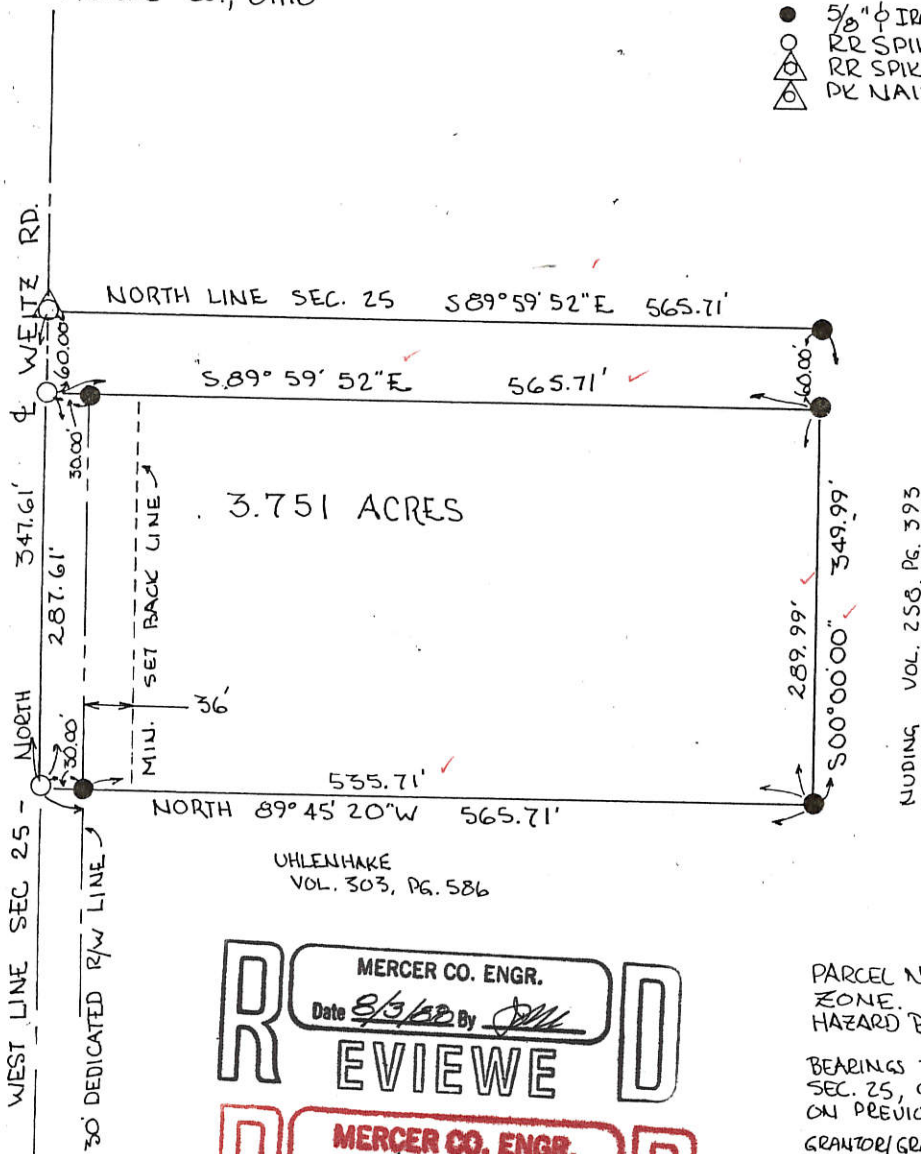 5/8"⌀ IR
RR SPI
RR SPIK
PK NAI
WEITZ RD.
NORTH LINE SEC. 25 S89°59'52"E 565.71'
60.00'
60.00'
S.89° 59' 52"E 565.71'
30.00'
3.751 ACRES
347.61'
287.61'
MIN. SET BACK LINE
349.99'
289.99'
S00°00'00"
NUDING VOL. 258, PG. 393
36'
NORTH
30.00'
535.71'
NORTH 89° 45' 20"W 565.71'
WEST LINE SEC 25 -
30' DEDICATED R/W LINE
UHLENHAKE
VOL. 303, PG. 586
MERCER CO. ENGR.
Date 8/3/88 By
REVIEWED
MERCER CO. ENGR.
PARCEL N
ZONE.
HAZARD
BEARINGS
SEC. 25,
ON PREVIO
GRANTOR/GRA